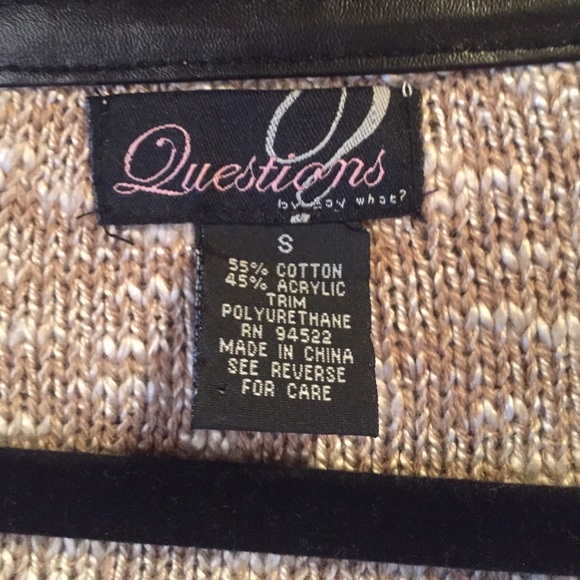 Questions
by say what?
S
55% COTTON
45% ACRYLIC
TRIM
POLYURETHANE
RN 94522
MADE IN CHINA
SEE REVERSE
FOR CARE